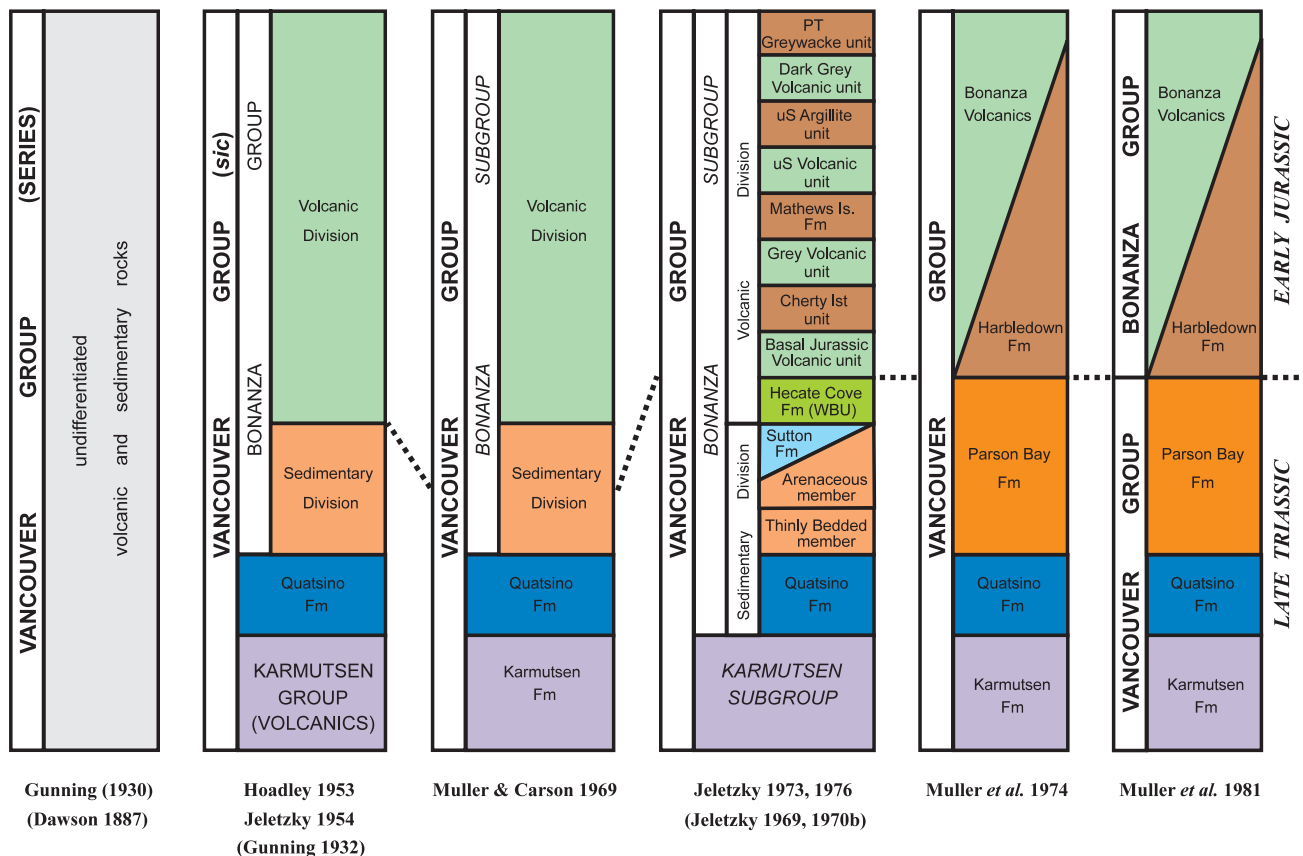 VANCOUVER GROUP (SERIES)
undifferentiated
volcanic and sedimentary rocks
Gunning (1930)
(Dawson 1887)
VANCOUVER GROUP (sic)
BONANZA GROUP
Volcanic
Division
Sedimentary
Division
Quatsino
Fm
KARMUTSEN
GROUP
(VOLCANICS)
Hoadley 1953
Jeletzky 1954
(Gunning 1932)
VANCOUVER GROUP
BONANZA SUBGROUP
Volcanic
Division
Sedimentary
Division
Quatsino
Fm
Karmutsen
Fm
Muller & Carson 1969
VANCOUVER GROUP
BONANZA SUBGROUP
Volcanic Division
PT
Greywacke unit
Dark Grey
Volcanic unit
uS Argillite
unit
uS Volcanic
unit
Mathews Is.
Fm
Grey Volcanic
unit
Cherty lst
unit
Basal Jurassic
Volcanic unit
Hecate Cove
Fm (WBU)
Sedimentary Division
Sutton
Fm
Arenaceous
member
Thinly Bedded
member
Quatsino
Fm
KARMUTSEN
SUBGROUP
Jeletzky 1973, 1976
(Jeletzky 1969, 1970b)
VANCOUVER GROUP
Bonanza
Volcanics
Harbledown
Fm
Parson Bay
Fm
Quatsino
Fm
Karmutsen
Fm
Muller et al. 1974
BONANZA GROUP
Bonanza
Volcanics
Harbledown
Fm
VANCOUVER GROUP
Parson Bay
Fm
Quatsino
Fm
Karmutsen
Fm
Muller et al. 1981
EARLY JURASSIC
LATE TRIASSIC